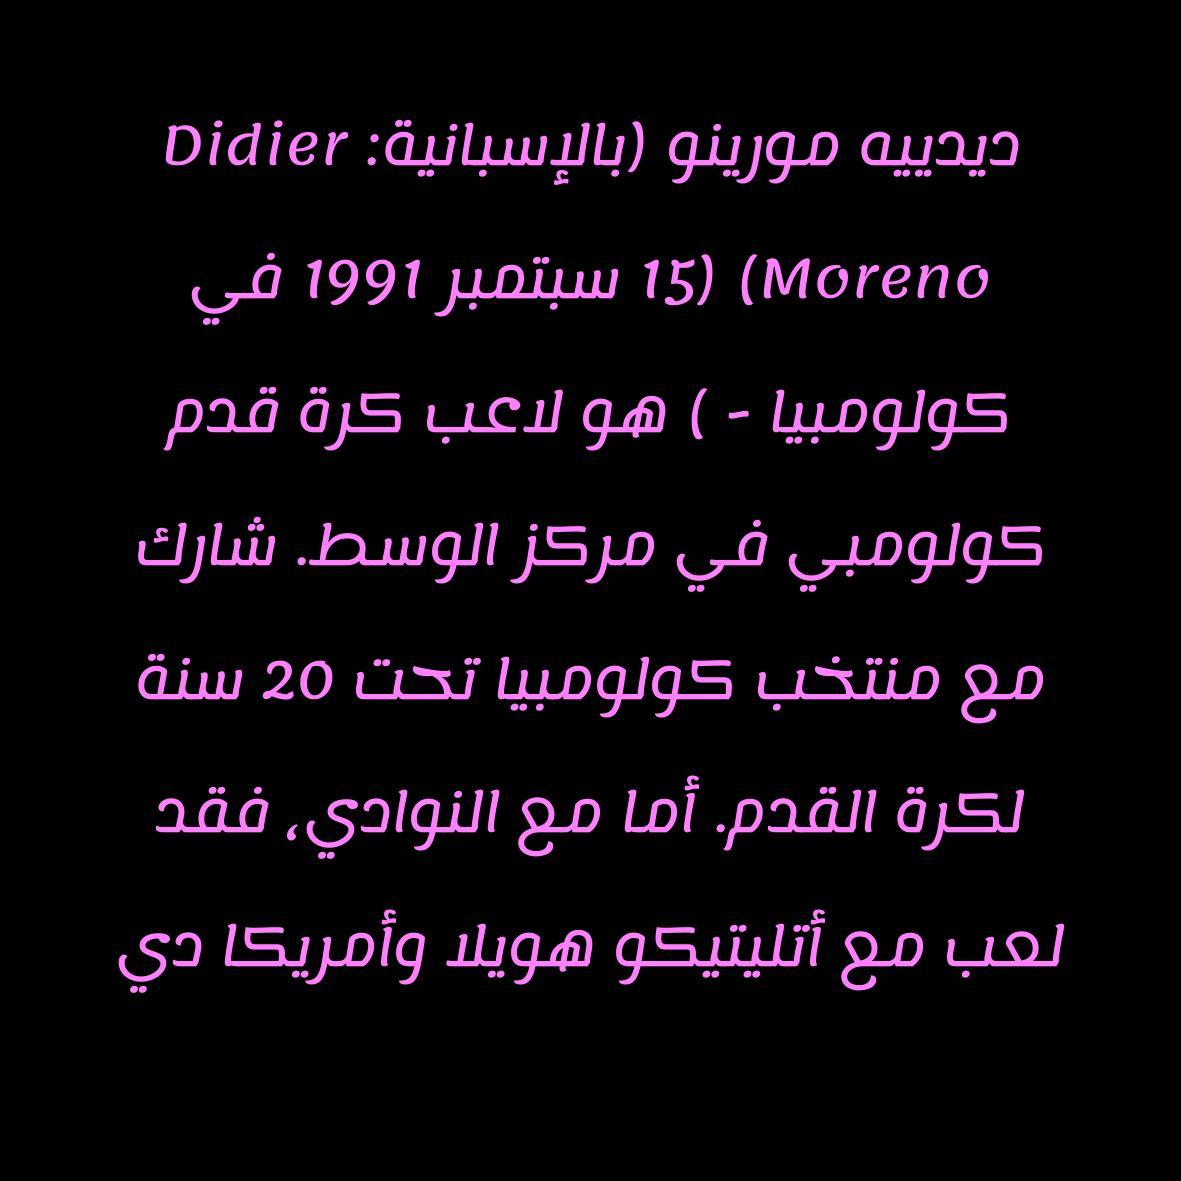 ديدييه مورينو (بالإسبانية: Didier
Moreno) (15 سبتمبر 1991 في
كولومبيا - ) هو لاعب كرة قدم
كولومبي في مركز الوسط. شارك
مع منتخب كولومبيا تحت 20 سنة
لكرة القدم. أما مع النوادي، فقد
لعب مع أتليتيكو هويلا وأمريكا دي